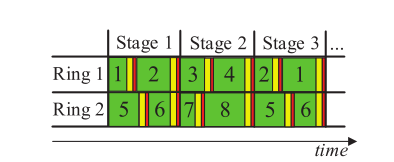 Stage 1 Stage 2 Stage 3 ...
Ring 1 1 2 3 4 2 1
Ring 2 5 6 7 8 5 6
time